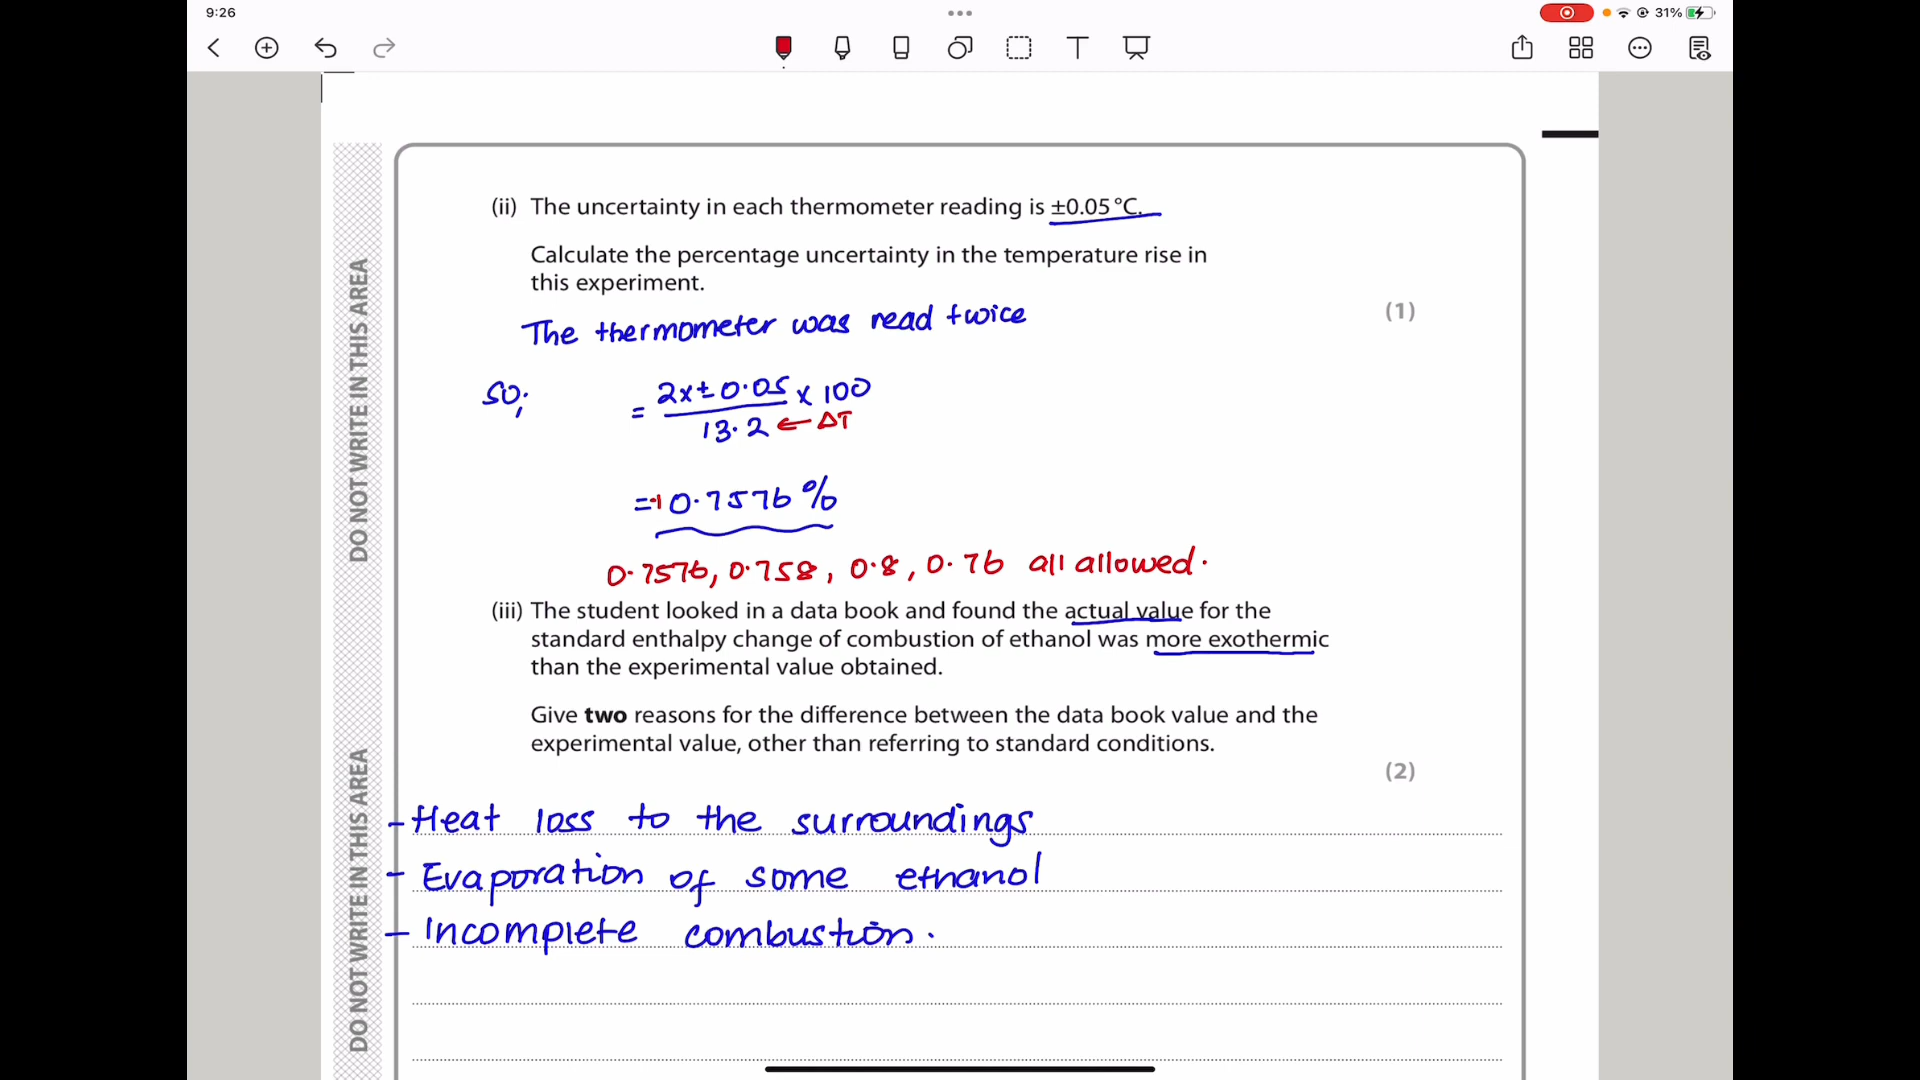 9:26
31%
(ii) The uncertainty in each thermometer reading is ±0.05 °C.
Calculate the percentage uncertainty in the temperature rise in
this experiment.
(1)
The thermometer was read twice
SO;
= 2x± 0.05 x 100
13.2 ← ΔT
= 0.7576 %
0.7576, 0.758, 0.8, 0.76 all allowed.
(iii) The student looked in a data book and found the actual value for the
standard enthalpy change of combustion of ethanol was more exothermic
than the experimental value obtained.
Give two reasons for the difference between the data book value and the
experimental value, other than referring to standard conditions.
(2)
- Heat loss to the surroundings
- Evaporation of some ethanol
- Incomplete combustion.
DO NOT WRITE IN THIS AREA
DO NOT WRITE IN THIS AREA